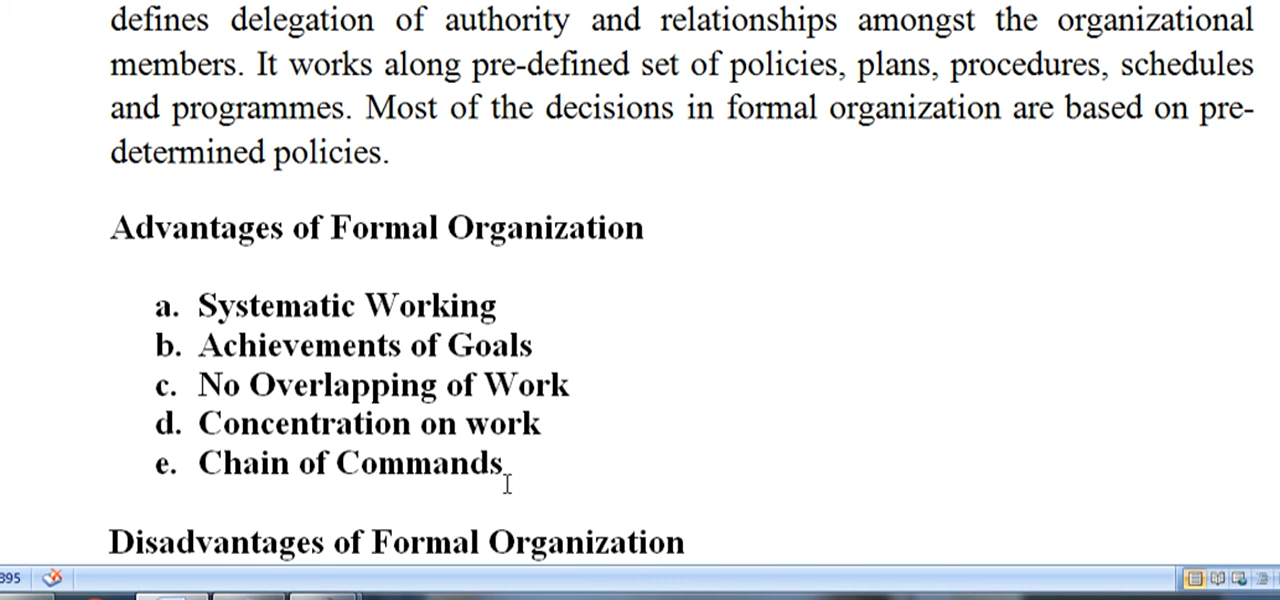 defines delegation of authority and relationships amongst the organizational
members. It works along pre-defined set of policies, plans, procedures, schedules
and programmes. Most of the decisions in formal organization are based on pre-
determined policies.
Advantages of Formal Organization
a. Systematic Working
b. Achievements of Goals
c. No Overlapping of Work
d. Concentration on work
e. Chain of Commands
Disadvantages of Formal Organization
395